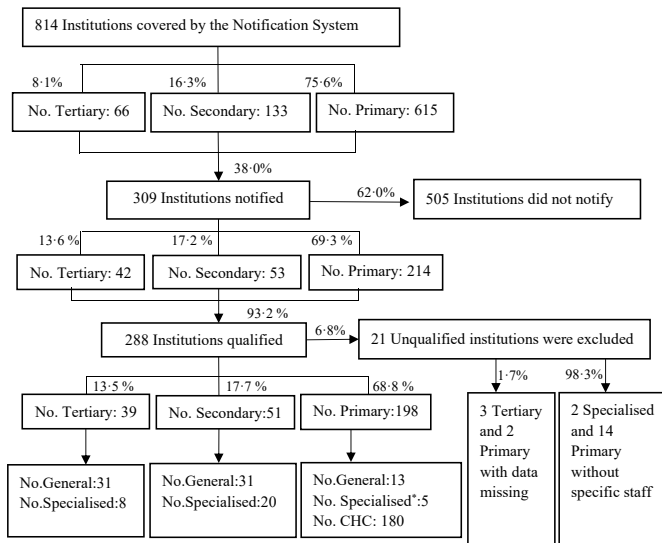 814 Institutions covered by the Notification System
8·1%
16·3%
75·6%
No. Tertiary: 66
No. Secondary: 133
No. Primary: 615
38·0%
309 Institutions notified
62·0%
505 Institutions did not notify
13·6 %
17·2 %
69·3 %
No. Tertiary: 42
No. Secondary: 53
No. Primary: 214
93·2 %
288 Institutions qualified
6·8%
21 Unqualified institutions were excluded
13·5 %
17·7 %
68·8 %
1·7%
98·3%
No. Tertiary: 39
No. Secondary:51
No. Primary:198
3 Tertiary
and 2
Primary
with data
missing
2 Specialised
and 14
Primary
without
specific staff
No.General:31
No.Specialised:8
No.General:31
No.Specialised:20
No.General:13
No. Specialised*:5
No. CHC: 180